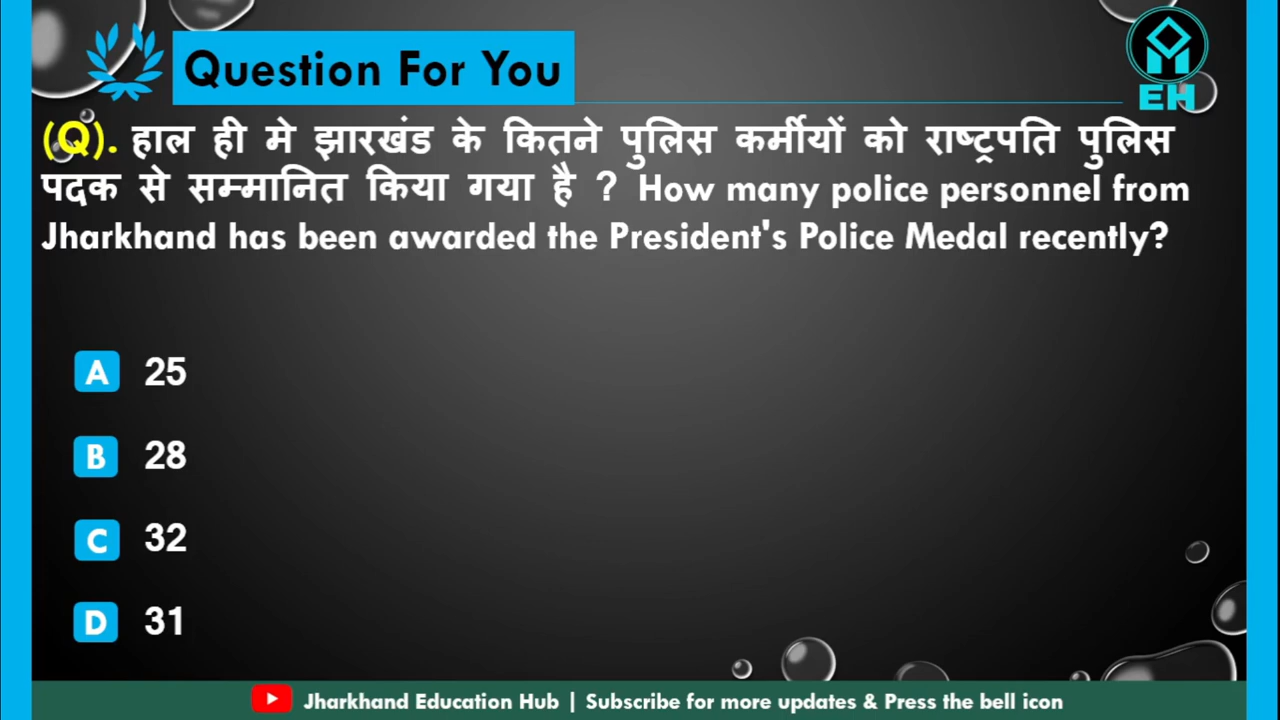 Question For You
EH
(Q). हाल ही मे झारखंड के कितने पुलिस कर्मीयों को राष्ट्रपति पुलिस
पदक से सम्मानित किया गया है ? How many police personnel from
Jharkhand has been awarded the President's Police Medal recently?
A 25
B 28
C 32
D 31
Jharkhand Education Hub | Subscribe for more updates & Press the bell icon